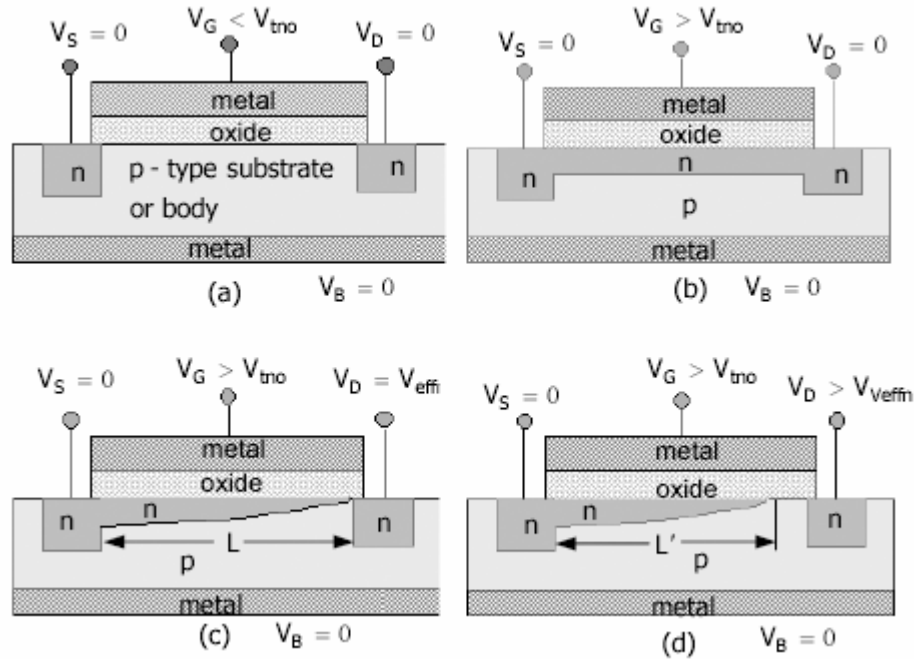 V_G < V_tno
V_S = 0
V_D = 0
metal
oxide
n
p - type substrate
n
or body
metal
(a)
V_B = 0
V_G > V_tno
V_S = 0
V_D = 0
metal
oxide
n
n
n
p
metal
(b)
V_B = 0
V_S = 0
V_G > V_tno
V_D = V_effn
metal
oxide
n
n
n
L
p
metal
(c)
V_B = 0
V_G > V_tno
V_S = 0
V_D > V_Veffn
metal
oxide
n
n
n
L′
p
metal
(d)
V_B = 0